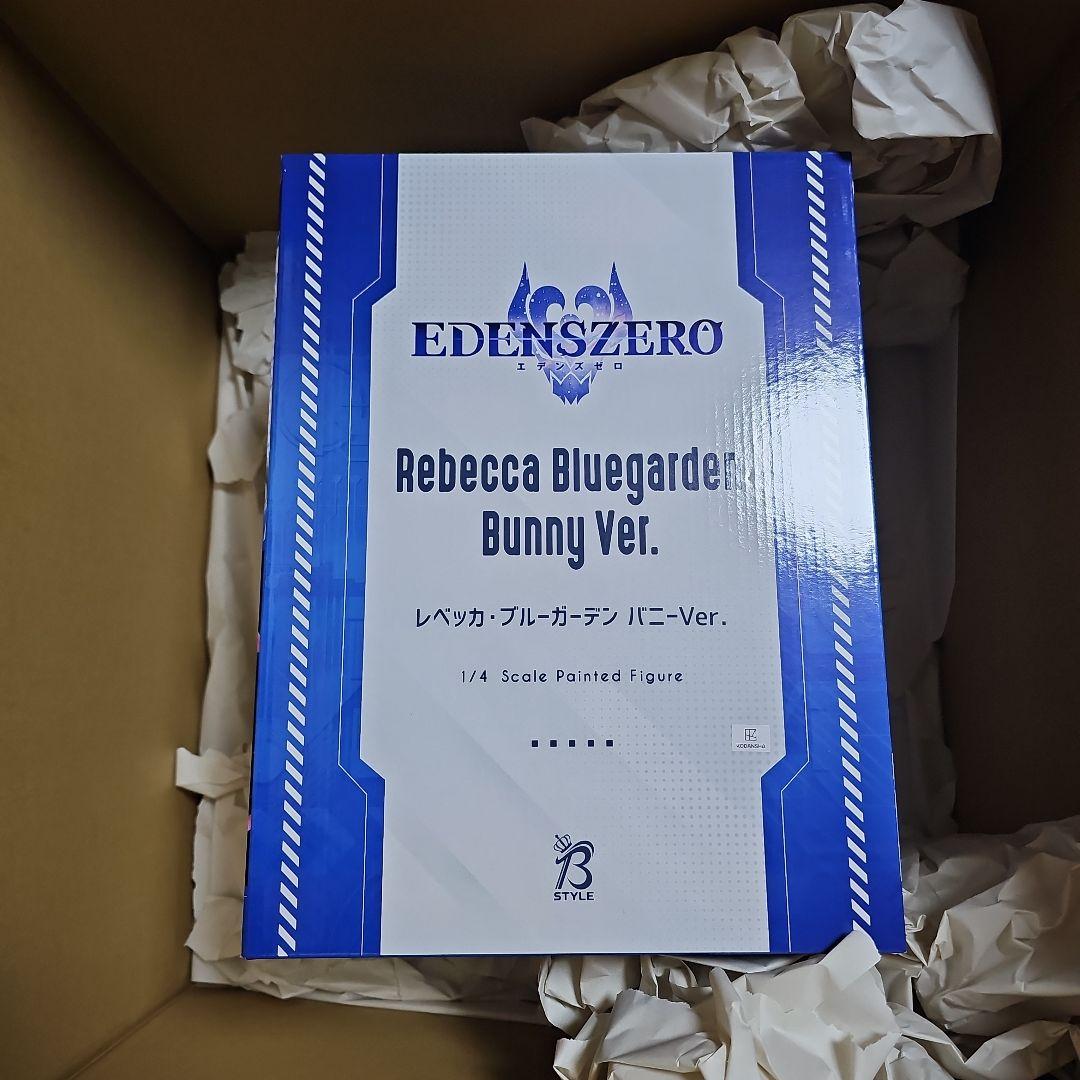 EDENSZERO
エデンズゼロ
Rebecca Bluegarden
Bunny Ver.
レベッカ・ブルーガーデン バニーVer.
1/4 Scale Painted Figure
KODANSHA
B
STYLE